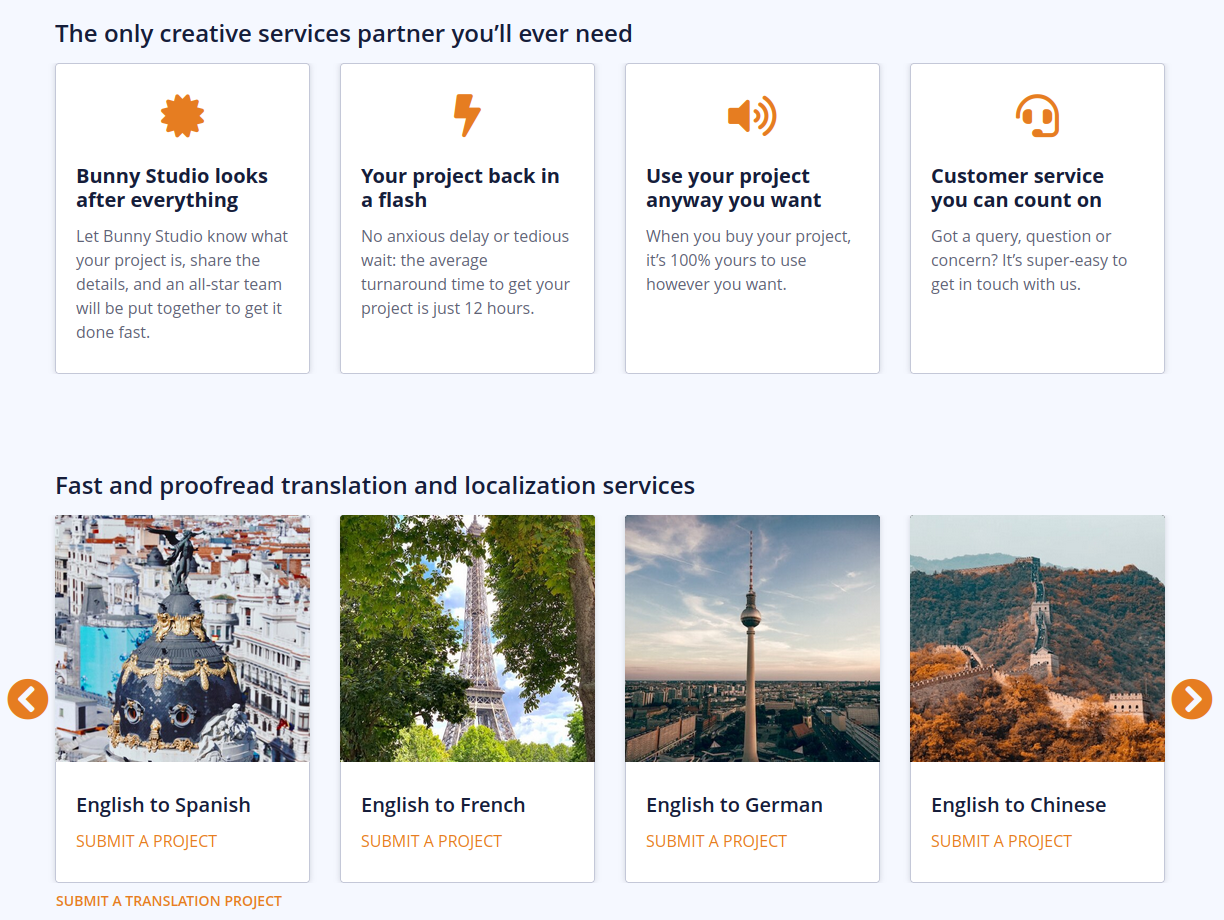 The only creative services partner you’ll ever need
Bunny Studio looks
after everything
Let Bunny Studio know what
your project is, share the
details, and an all-star team
will be put together to get it
done fast.
Your project back in
a flash
No anxious delay or tedious
wait: the average
turnaround time to get your
project is just 12 hours.
Use your project
anyway you want
When you buy your project,
it’s 100% yours to use
however you want.
Customer service
you can count on
Got a query, question or
concern? It’s super-easy to
get in touch with us.
Fast and proofread translation and localization services
English to Spanish
SUBMIT A PROJECT
English to French
SUBMIT A PROJECT
English to German
SUBMIT A PROJECT
English to Chinese
SUBMIT A PROJECT
SUBMIT A TRANSLATION PROJECT